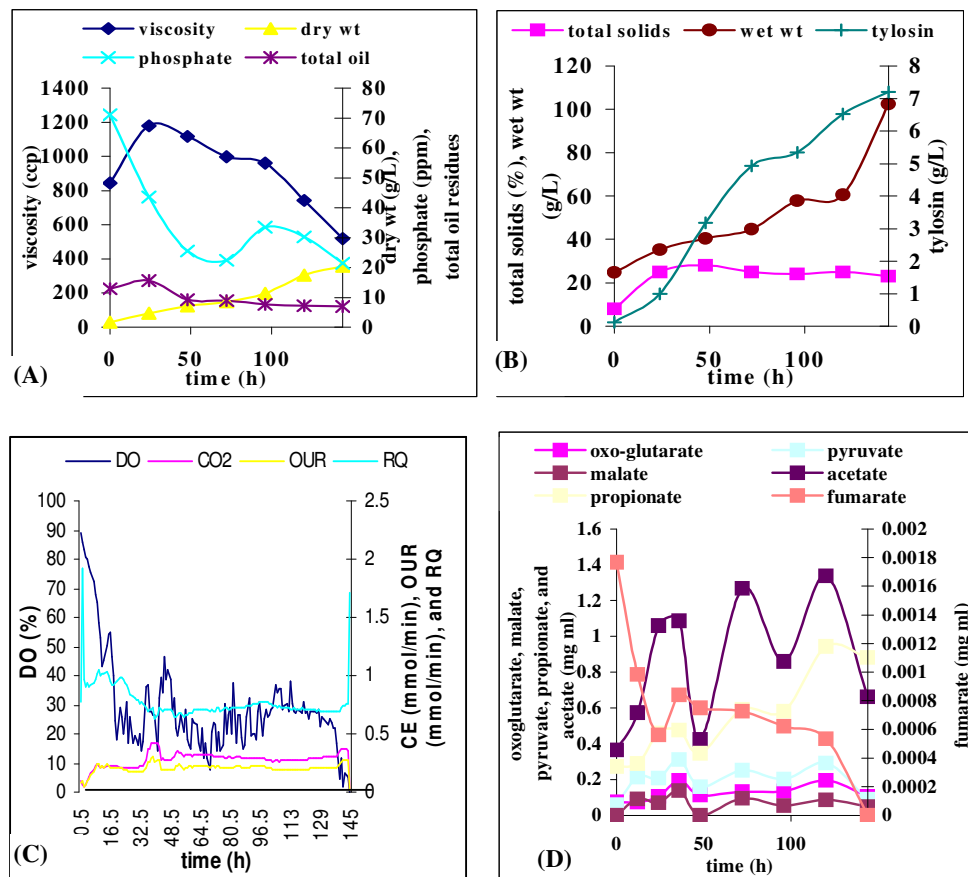 viscosity dry wt
phosphate total oil
1400
1200
1000
800
600
400
200
0
viscosity (ccp)
80
70
60
50
40
30
20
10
0
dry wt (g/L),
phosphate (ppm),
total oil residues
0 50 100
time (h)
(A)
total solids wet wt tylosin
120
100
80
60
40
20
0
total solids (%), wet wt
(g/L)
8
7
6
5
4
3
2
1
0
tylosin (g/L)
0 50 100
time (h)
(B)
DO CO2 OUR RQ
100
90
80
70
60
50
40
30
20
10
0
DO (%)
2.5
2
1.5
1
0.5
0
CE (mmol/min), OUR
(mmol/min), and RQ
0.5 16.5 32.5 48.5 64.5 80.5 96.5 113 129 145
time (h)
(C)
oxo-glutarate pyruvate
malate acetate
propionate fumarate
1.6
1.4
1.2
1
0.8
0.6
0.4
0.2
0
oxoglutarate, malate,
pyruvate, propionate, and
acetate (mg ml)
0.002
0.0018
0.0016
0.0014
0.0012
0.001
0.0008
0.0006
0.0004
0.0002
0
fumarate (mg ml)
0 50 100
time (h)
(D)